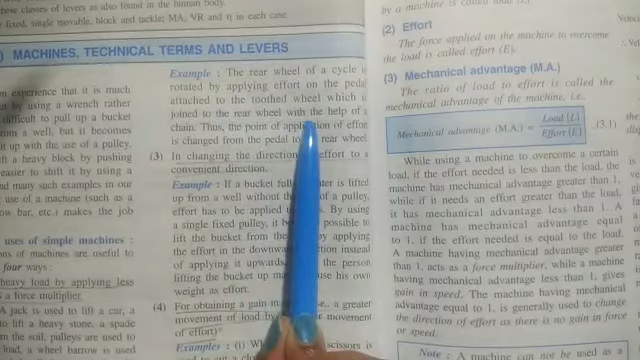 these classes of levers as also found in the human body.
fixed, single movable, block and tackle; MA, VR and η in each case.
MACHINES, TECHNICAL TERMS AND LEVERS
on experience that it is much
ut by using a wrench rather
difficult to pull up a bucket
rom a well, but it becomes
it up with the use of a pulley.
ft a heavy block by pushing
easier to shift it by using a
nd many such examples in our
use of a machine (such as a
ow bar, etc.) makes the job
uses of simple machines :
ns of machines are useful to
four ways:
heavy load by applying less
s a force multiplier
A jack is used to lift a car, a
to lift a heavy stone, a spade
m the soil, pulleys are used to
load, a wheel barrow is used
Example : The rear wheel of a cycle is
rotated by applying effort on the pedal
attached to the toothed wheel which is
joined to the rear wheel with the help of a
chain. Thus, the point of application of effort
is changed from the pedal to rear wheel.
(3) In changing the direction effort to a
convenient direction.
Example : If a bucket full ter is lifted
up from a well without the of a pulley,
effort has to be applied By using
a single fixed pulley, it possible to
lift the bucket from the by applying
the effort in the downw direction instead
of applying it upwards the person
lifting the bucket up ma use his own
weight as effort.
(4) For obtaining a gain in a greater
movement of load by movement
of effort)
Examples : (i) scissors is
by a machine is called
(2) Effort
The force applied on the machine to overcome
the load is called effort (E).
(3) Mechanical advantage (M.A.)
The ratio of load to effort is called the
mechanical advantage of the machine, i.e.,
Mechanical advantage (M.A.) = Load (L) / Effort (E) ..(3.1)
While using a machine to overcome a certain
load, if the effort needed is less than the load, the
machine has mechanical advantage greater than 1,
while if it needs an effort greater than the load,
it has mechanical advantage less than 1. A
machine has mechanical advantage equal
to 1, if the effort needed is equal to the load.
A machine having mechanical advantage greater
than 1, acts as a force multiplier, while a machine
having mechanical advantage less than 1, gives
gain in speed. The machine having mechanical
advantage equal to 1, is generally used to change
the direction of effort as there is no gain in force
or speed.
Note : A machine can not be used as
Velo